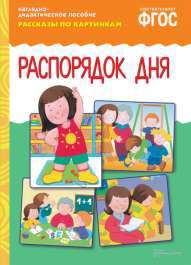 НАГЛЯДНО-
ДИДАКТИЧЕСКОЕ ПОСОБИЕ
РАССКАЗЫ ПО КАРТИНКАМ
ФГОС
РАСПОРЯДОК ДНЯ
1+1